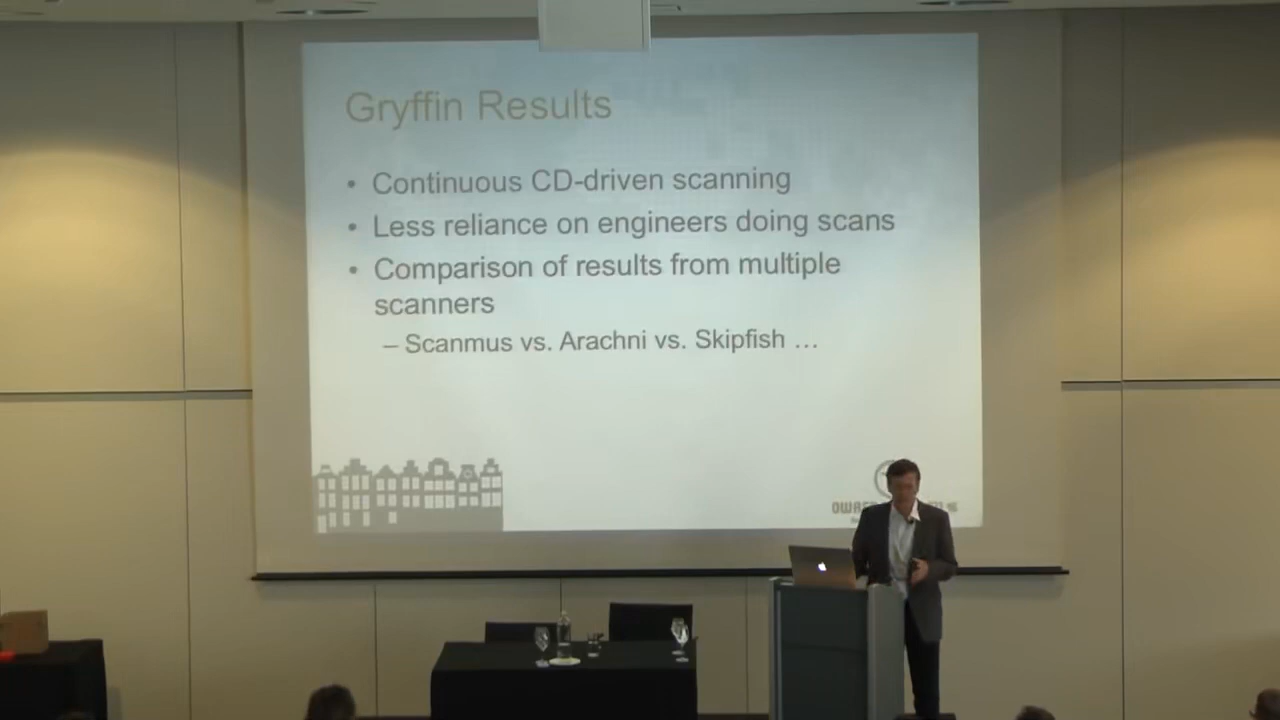 Gryffin Results
• Continuous CD-driven scanning
• Less reliance on engineers doing scans
• Comparison of results from multiple
scanners
– Scanmus vs. Arachni vs. Skipfish …